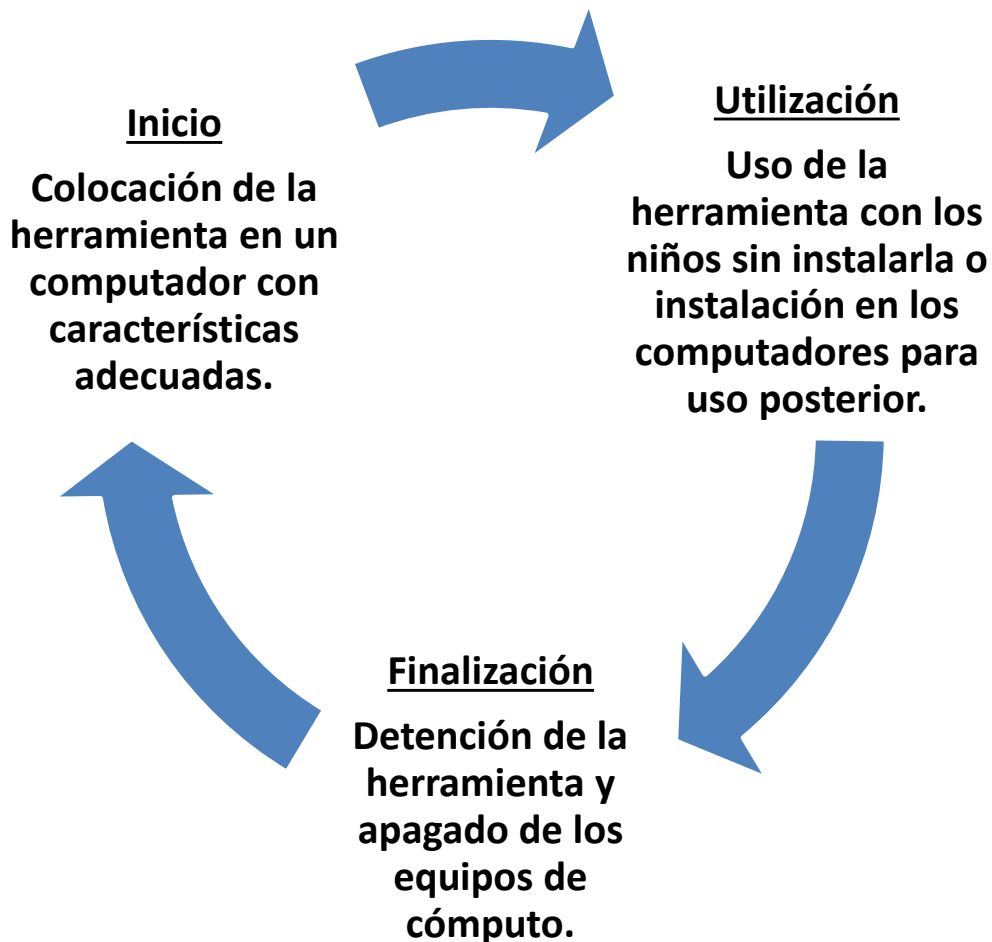 Inicio
Colocación de la
herramienta en un
computador con
características
adecuadas.
Utilización
Uso de la
herramienta con los
niños sin instalarla o
instalación en los
computadores para
uso posterior.
Finalización
Detención de la
herramienta y
apagado de los
equipos de
cómputo.